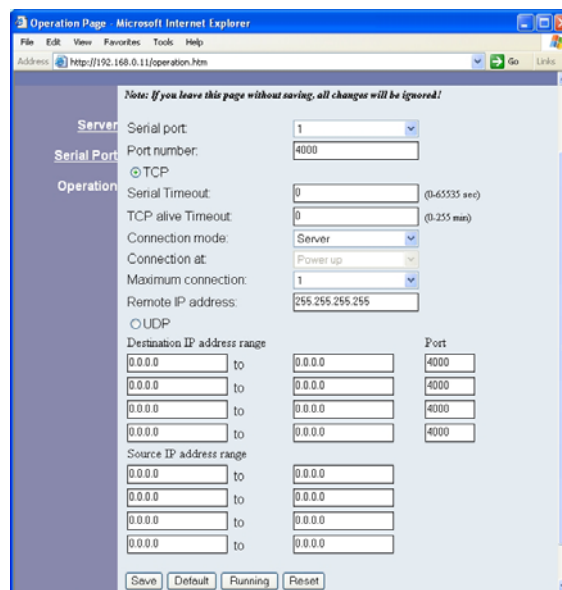 Operation Page - Microsoft Internet Explorer
File Edit View Favorites Tools Help
Address http://192.168.0.11/operation.htm Go Links
Note: If you leave this page without saving, all changes will be ignored!
Server
Serial Port
Operation
Serial port: 1
Port number: 4000
TCP
Serial Timeout: 0 (0-65535 sec)
TCP alive Timeout: 0 (0-255 min)
Connection mode: Server
Connection at: Power up
Maximum connection: 1
Remote IP address: 255.255.255.255
UDP
Destination IP address range Port
0.0.0.0 to 0.0.0.0 4000
0.0.0.0 to 0.0.0.0 4000
0.0.0.0 to 0.0.0.0 4000
0.0.0.0 to 0.0.0.0 4000
Source IP address range
0.0.0.0 to 0.0.0.0
0.0.0.0 to 0.0.0.0
0.0.0.0 to 0.0.0.0
0.0.0.0 to 0.0.0.0
Save Default Running Reset